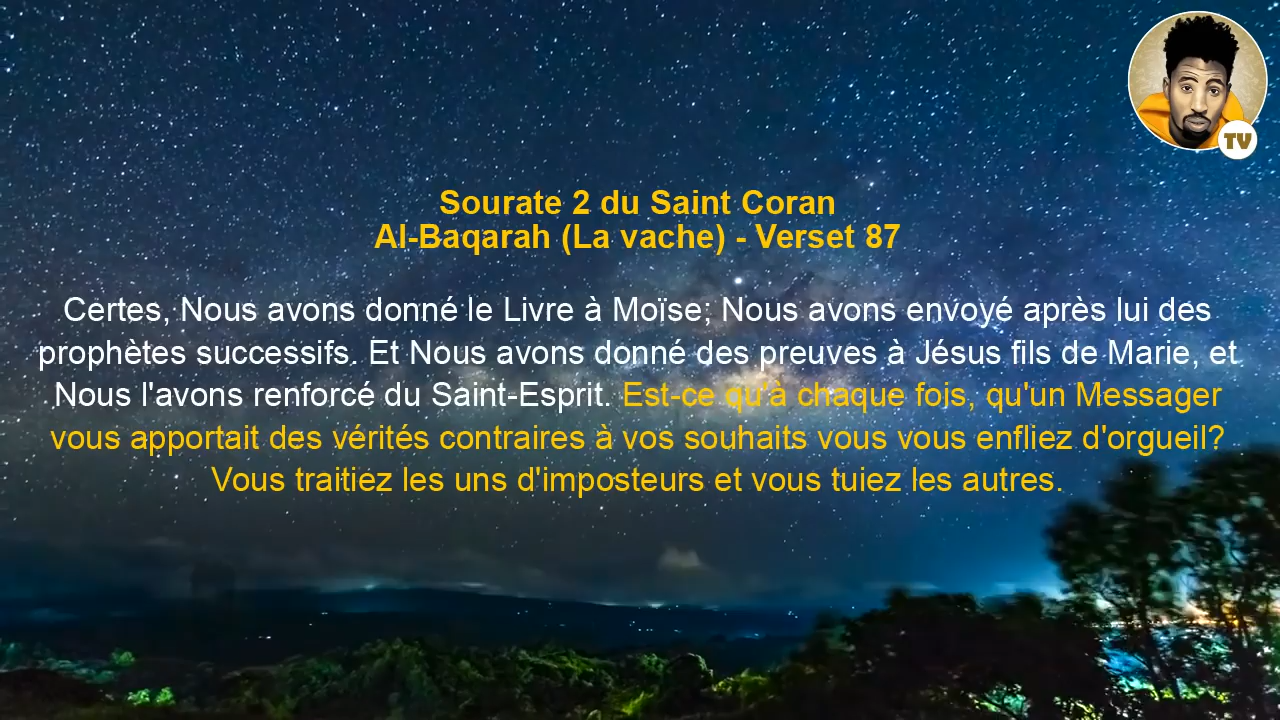 TV
Sourate 2 du Saint Coran
Al-Baqarah (La vache) - Verset 87
Certes, Nous avons donné le Livre à Moïse; Nous avons envoyé après lui des
prophètes successifs. Et Nous avons donné des preuves à Jésus fils de Marie, et
Nous l'avons renforcé du Saint-Esprit. Est-ce qu'à chaque fois, qu'un Messager
vous apportait des vérités contraires à vos souhaits vous vous enfliez d'orgueil?
Vous traitiez les uns d'imposteurs et vous tuiez les autres.